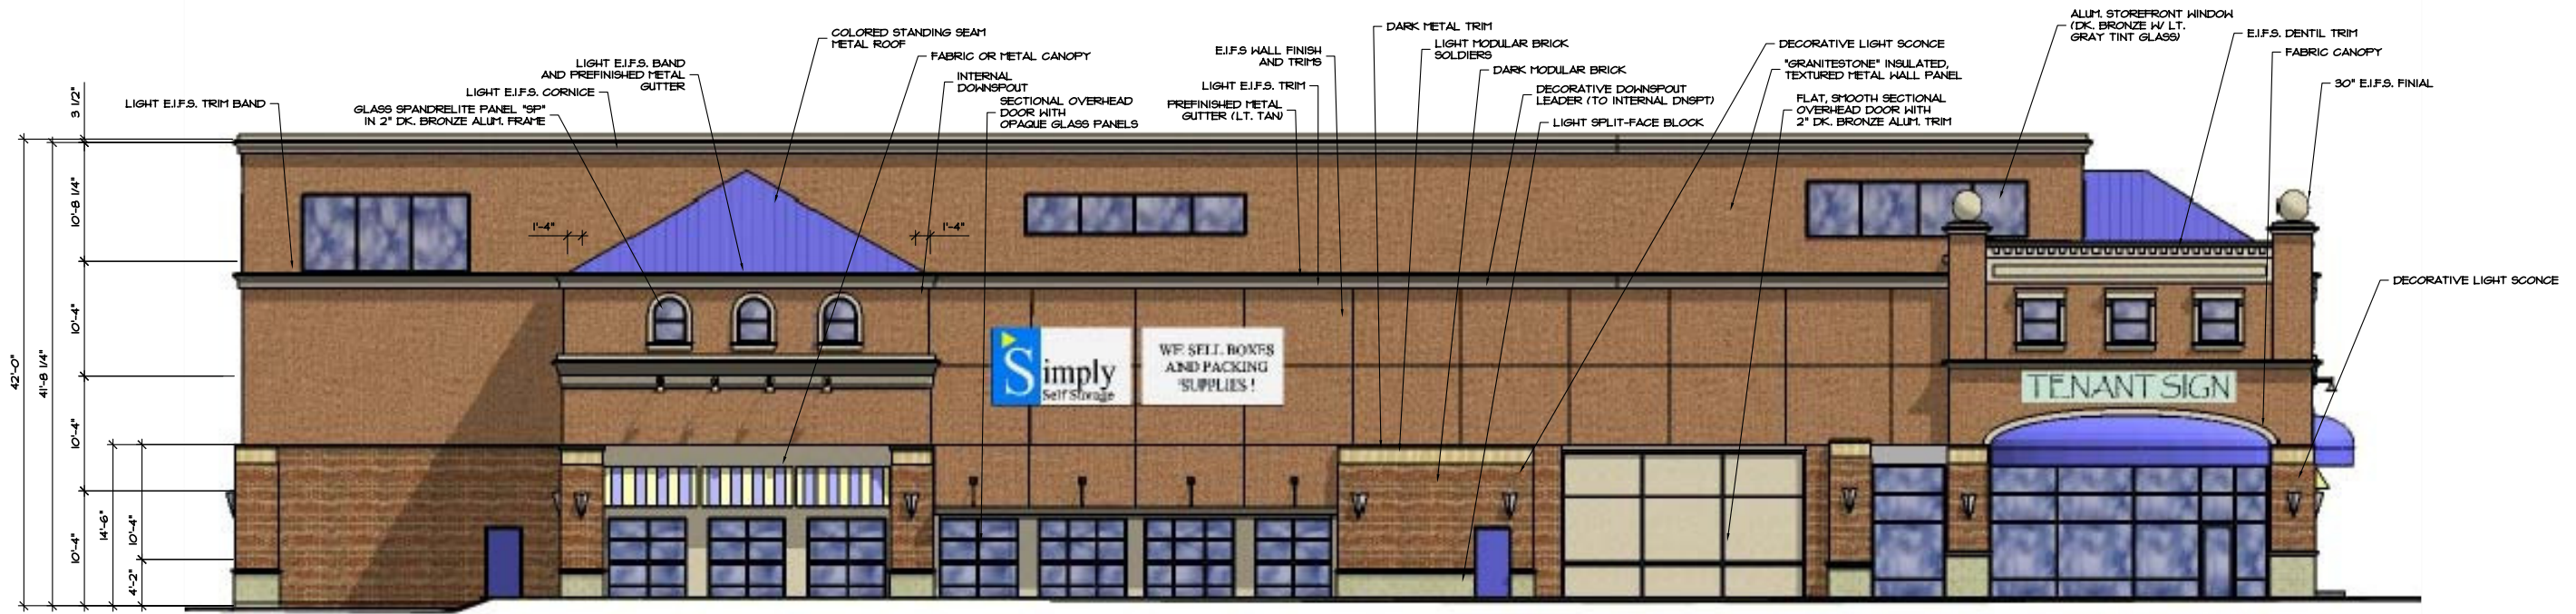 COLORED STANDING SEAM
METAL ROOF
FABRIC OR METAL CANOPY
LIGHT E.I.F.S. BAND
AND PREFINISHED METAL
GUTTER
INTERNAL
DOWNSPOUT
LIGHT E.I.F.S. CORNICE
LIGHT E.I.F.S. TRIM BAND
GLASS SPANDRELITE PANEL "SP"
IN 2" DK. BRONZE ALUM. FRAME
SECTIONAL OVERHEAD
DOOR WITH
OPAQUE GLASS PANELS
E.I.F.S WALL FINISH
AND TRIMS
LIGHT E.I.F.S. TRIM
PREFINISHED METAL
GUTTER (LT. TAN)
DARK METAL TRIM
LIGHT MODULAR BRICK
SOLDIERS
DARK MODULAR BRICK
DECORATIVE DOWNSPOUT
LEADER (TO INTERNAL DNSPT)
LIGHT SPLIT-FACE BLOCK
DECORATIVE LIGHT SCONCE
"GRANITESTONE" INSULATED,
TEXTURED METAL WALL PANEL
FLAT, SMOOTH SECTIONAL
OVERHEAD DOOR WITH
2" DK. BRONZE ALUM. TRIM
ALUM. STOREFRONT WINDOW
(DK. BRONZE W/ LT.
GRAY TINT GLASS)
E.I.F.S. DENTIL TRIM
FABRIC CANOPY
30" E.I.F.S. FINIAL
DECORATIVE LIGHT SCONCE
3 1/2"
10'-8 1/4"
10'-4"
10'-4"
10'-4"
42'-0"
41'-8 1/4"
14'-6"
10'-4"
4'-2"
1'-4"
1'-4"
Simply
Self Storage
WE SELL BOXES
AND PACKING
SUPPLIES !
TENANT SIGN